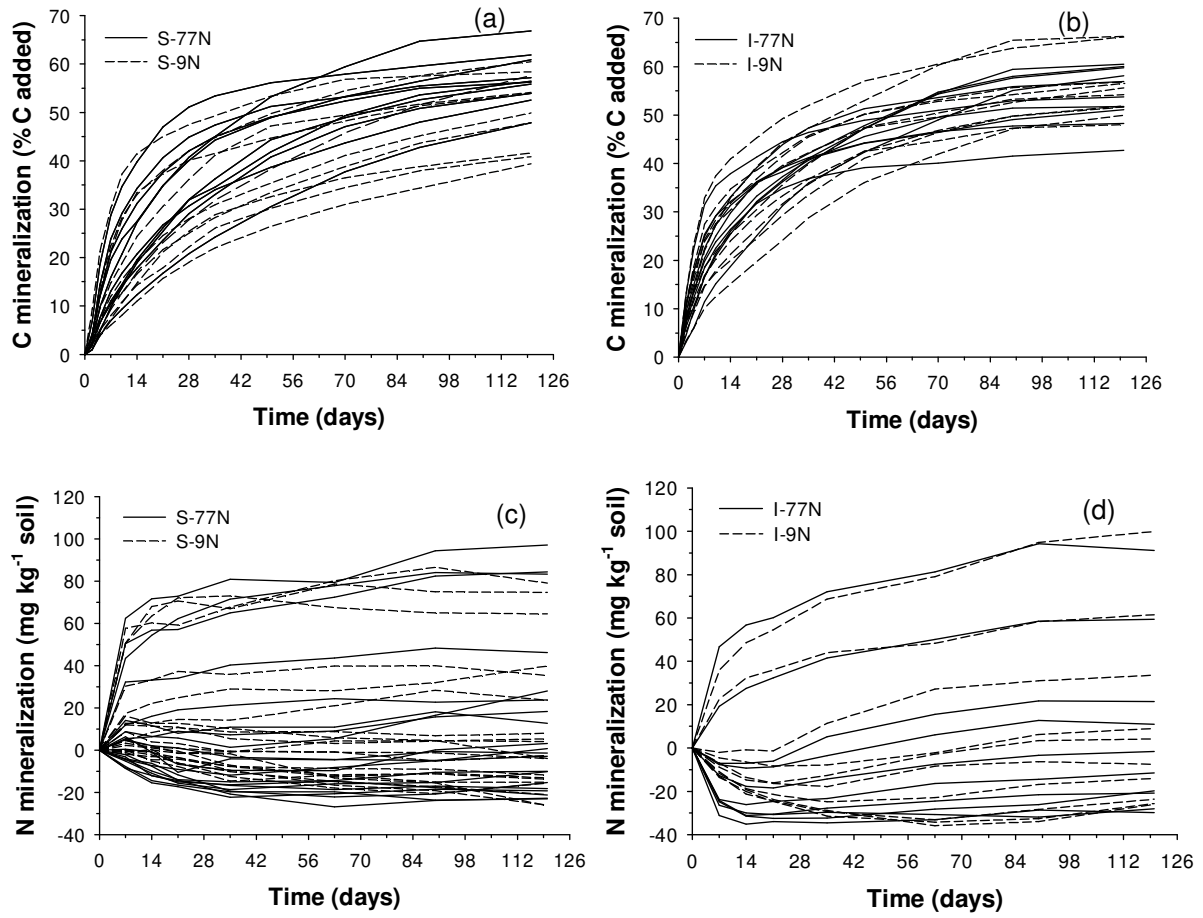 (a)
S-77N
S-9N
C mineralization (% C added)
70
60
50
40
30
20
10
0
0 14 28 42 56 70 84 98 112 126
Time (days)
(b)
I-77N
I-9N
C mineralization (% C added)
70
60
50
40
30
20
10
0
0 14 28 42 56 70 84 98 112 126
Time (days)
(c)
S-77N
S-9N
N mineralization (mg kg⁻¹ soil)
120
100
80
60
40
20
0
-20
-40
0 14 28 42 56 70 84 98 112 126
Time (days)
(d)
I-77N
I-9N
N mineralization (mg kg⁻¹ soil)
120
100
80
60
40
20
0
-20
-40
0 14 28 42 56 70 84 98 112 126
Time (days)